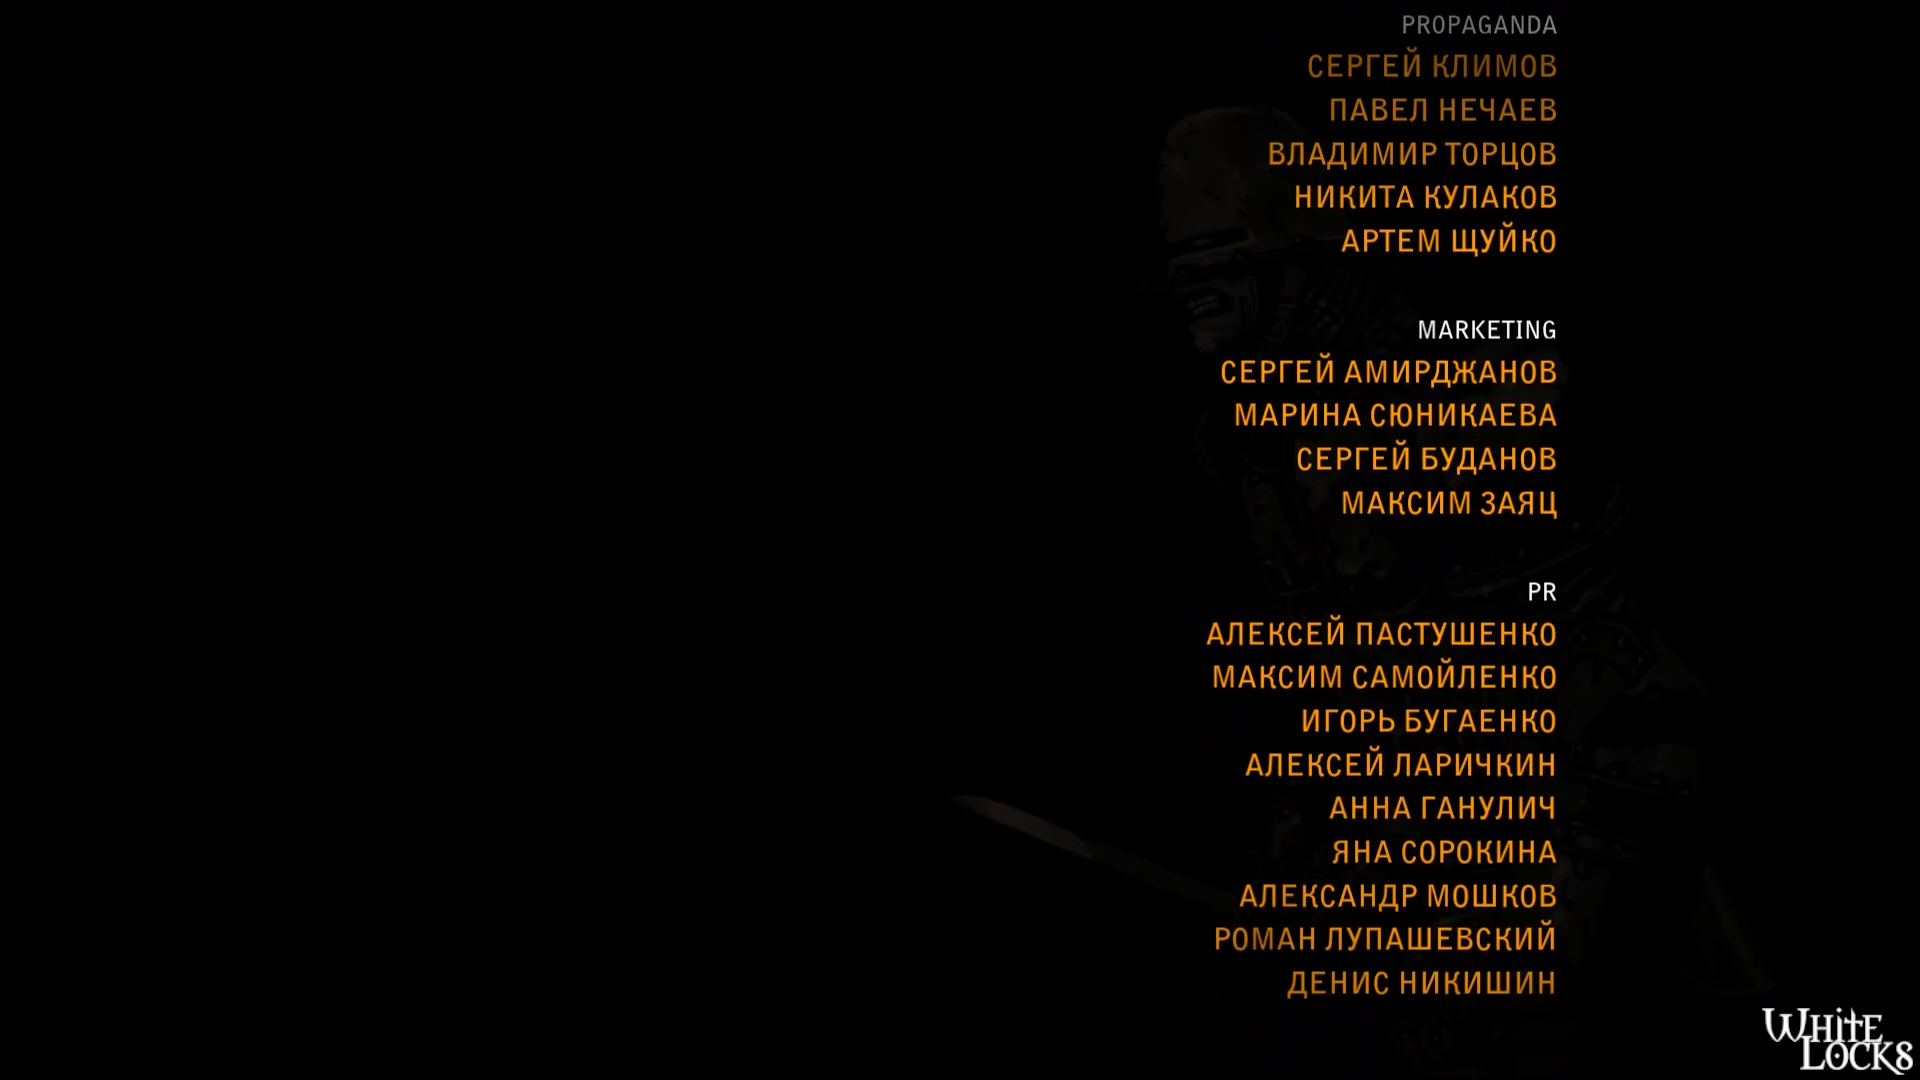 PROPAGANDA
СЕРГЕЙ КЛИМОВ
ПАВЕЛ НЕЧАЕВ
ВЛАДИМИР ТОРЦОВ
НИКИТА КУЛАКОВ
АРТЕМ ЩУЙКО
MARKETING
СЕРГЕЙ АМИРДЖАНОВ
МАРИНА СЮНИКАЕВА
СЕРГЕЙ БУДАНОВ
МАКСИМ ЗАЯЦ
PR
АЛЕКСЕЙ ПАСТУШЕНКО
МАКСИМ САМОЙЛЕНКО
ИГОРЬ БУГАЕНКО
АЛЕКСЕЙ ЛАРИЧКИН
АННА ГАНУЛИЧ
ЯНА СОРОКИНА
АЛЕКСАНДР МОШКОВ
РОМАН ЛУПАШЕВСКИЙ
ДЕНИС НИКИШИН
WHITE
LOCKS